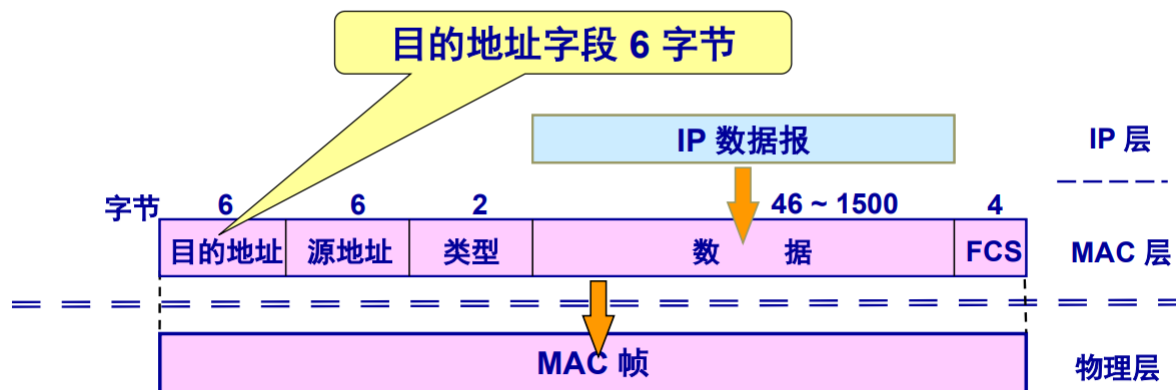 目的地址字段 6 字节
IP 数据报
IP 层
字节 6 6 2 46 ~ 1500 4
目的地址 源地址 类型 数 据 FCS MAC 层
MAC 帧
物理层